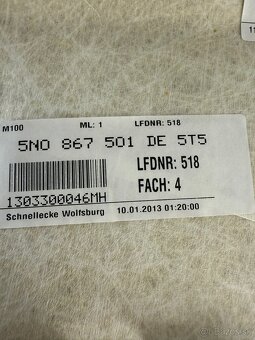 M100 ML: 1 LFDNR: 518
5N0 867 501 DE 5T5
LFDNR: 518
FACH: 4
1303300046MH
Schnellecke Wolfsburg 10.01.2013 01:20:00